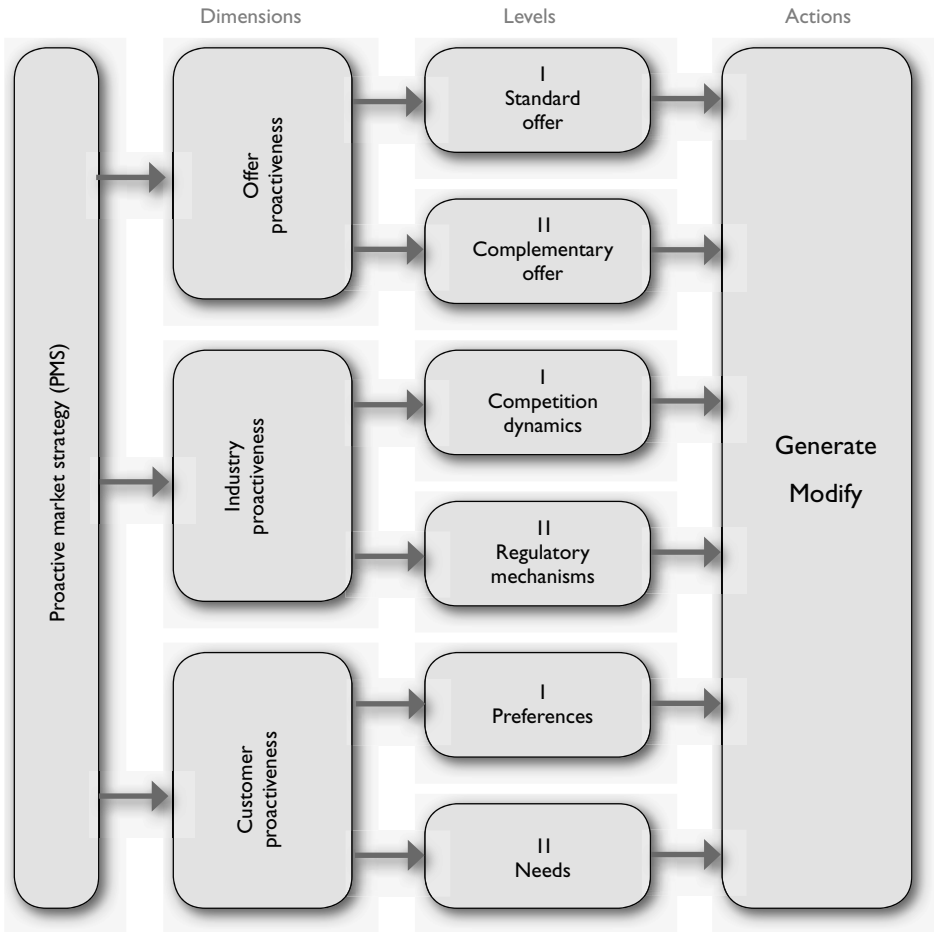 Dimensions
Levels
Actions
Proactive market strategy (PMS)
Offer
proactiveness
I
Standard
offer
II
Complementary
offer
Industry
proactiveness
I
Competition
dynamics
II
Regulatory
mechanisms
Customer
proactiveness
I
Preferences
II
Needs
Generate
Modify